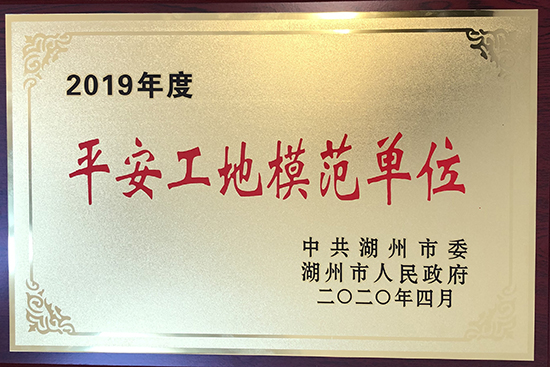 2019年度
平安工地模范单位
中共湖州市委
湖州市人民政府
二〇二〇年四月